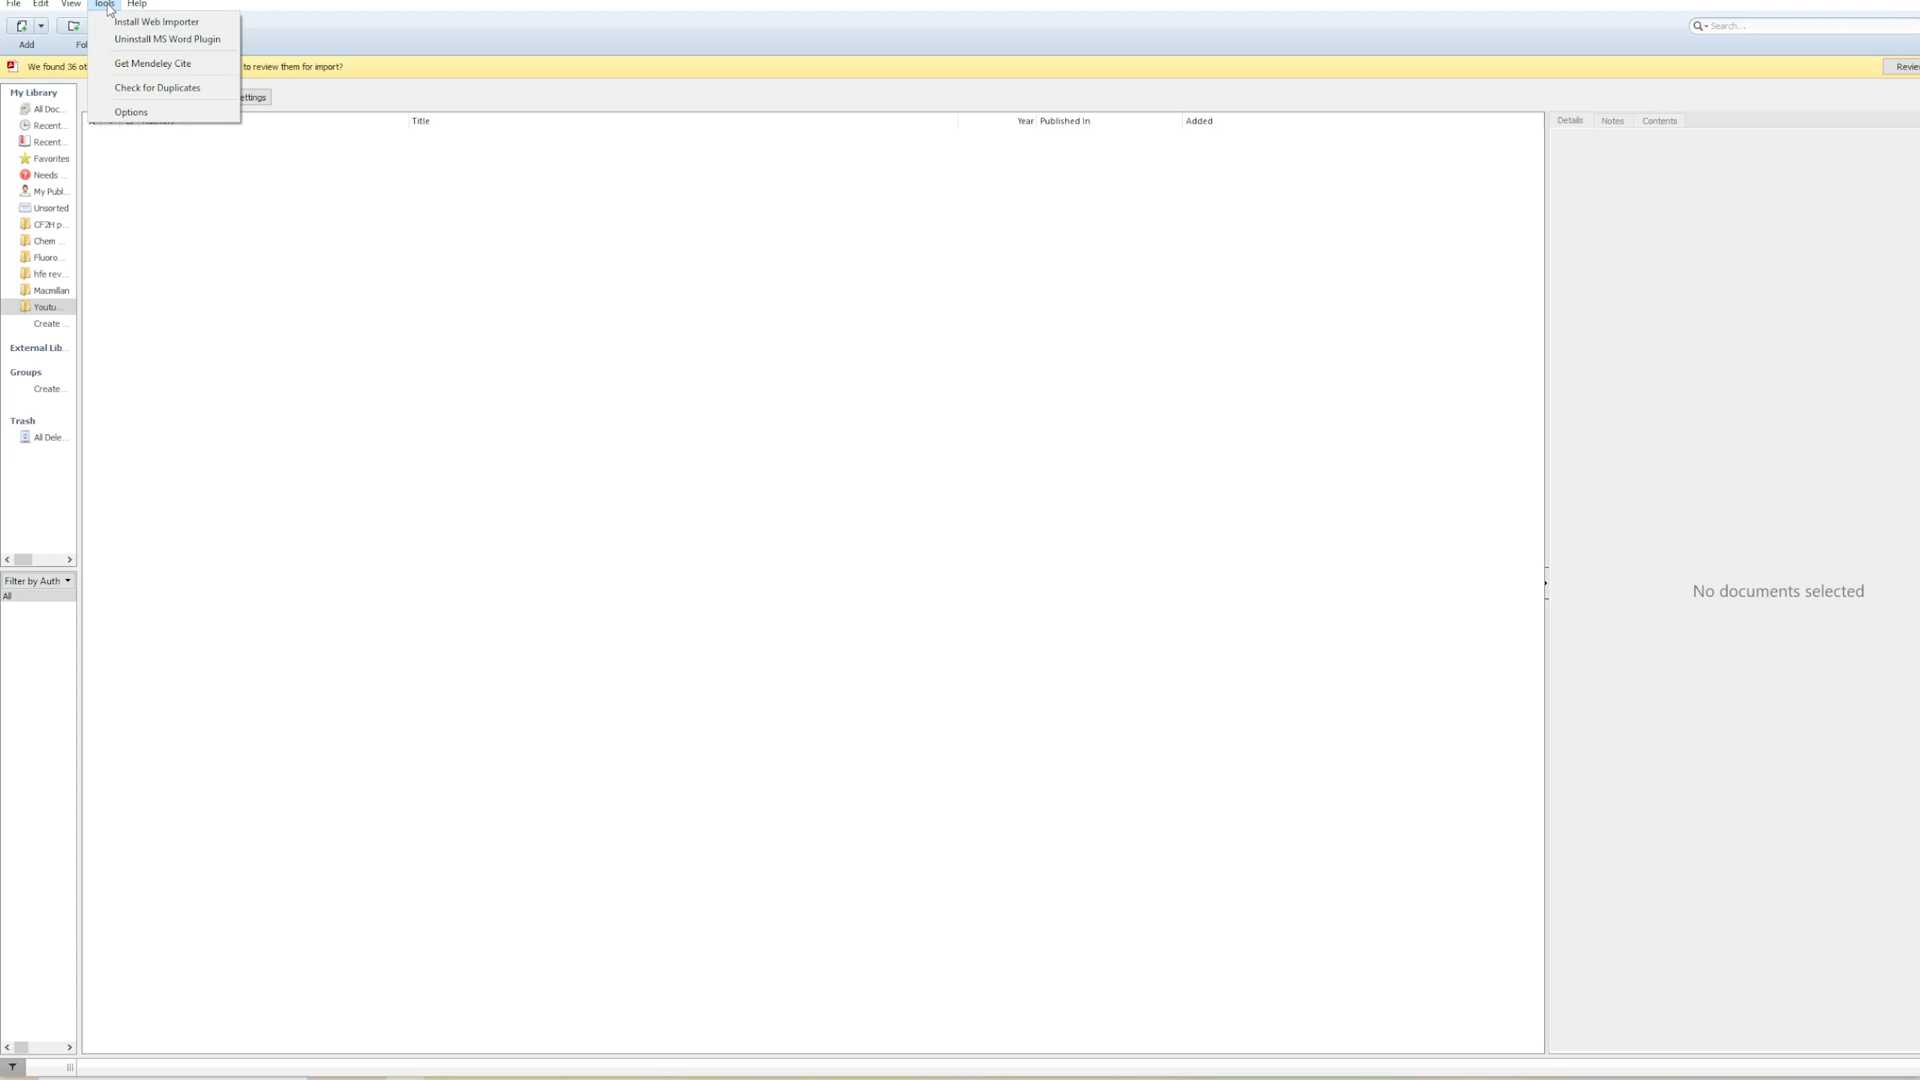 File Edit View Tools Help
Install Web Importer
Uninstall MS Word Plugin
Get Mendeley Cite
Check for Duplicates
Options
Search...
Add
Fol
We found 36 ot
to review them for import?
Review
ettings
My Library
All Doc...
Recent...
Recent...
Favorites
Needs ...
My Publ...
Unsorted
CF2H p...
Chem ...
Fluoro...
hfe rev...
Macmillan
Youtu...
Create ...
External Lib...
Groups
Create...
Trash
All Dele...
Filter by Auth
All
Title
Year
Published In
Added
Details
Notes
Contents
No documents selected